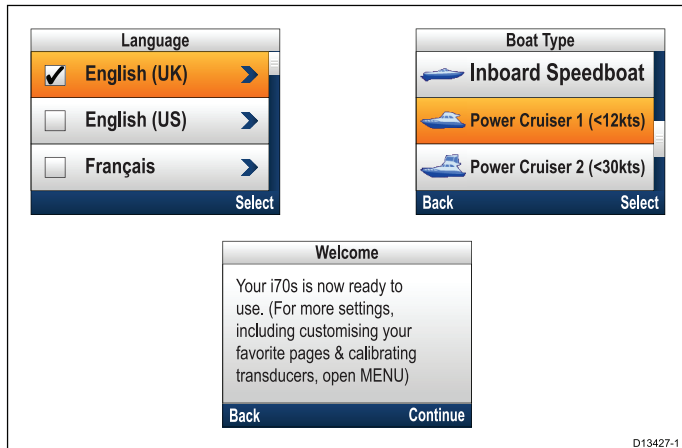 Language
English (UK)
English (US)
Français
Select
Boat Type
Inboard Speedboat
Power Cruiser 1 (<12kts)
Power Cruiser 2 (<30kts)
Back Select
Welcome
Your i70s is now ready to
use. (For more settings,
including customising your
favorite pages & calibrating
transducers, open MENU)
Back Continue
D13427-1